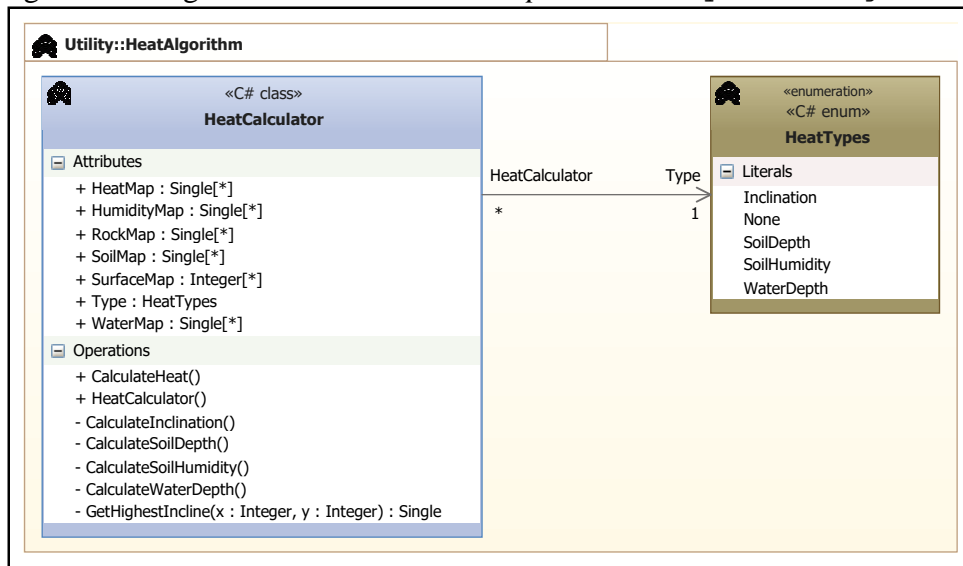 Utility::HeatAlgorithm
«C# class»
HeatCalculator
Attributes
+ HeatMap : Single[*]
+ HumidityMap : Single[*]
+ RockMap : Single[*]
+ SoilMap : Single[*]
+ SurfaceMap : Integer[*]
+ Type : HeatTypes
+ WaterMap : Single[*]
Operations
+ CalculateHeat()
+ HeatCalculator()
- CalculateInclination()
- CalculateSoilDepth()
- CalculateSoilHumidity()
- CalculateWaterDepth()
- GetHighestIncline(x : Integer, y : Integer) : Single
HeatCalculator Type
* 1
«enumeration»
«C# enum»
HeatTypes
Literals
Inclination
None
SoilDepth
SoilHumidity
WaterDepth